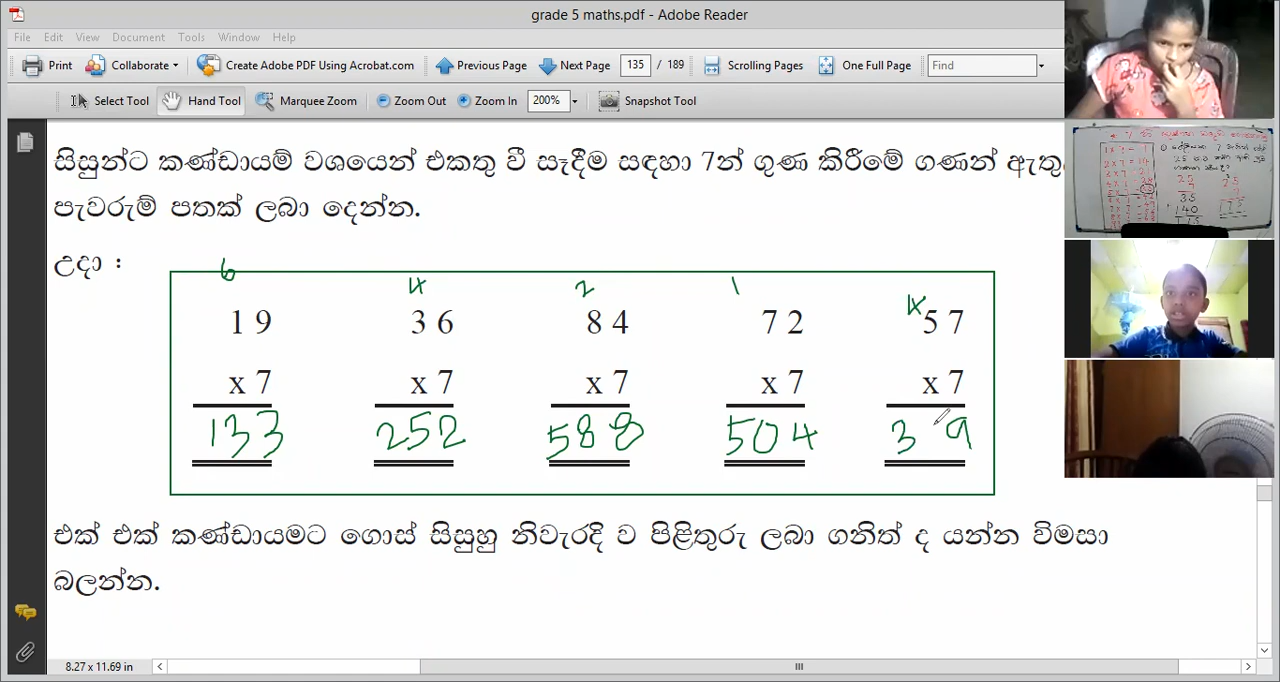 grade 5 maths.pdf - Adobe Reader
File Edit View Document Tools Window Help
Print Collaborate Create Adobe PDF Using Acrobat.com Previous Page Next Page 135 / 189 Scrolling Pages One Full Page Find
Select Tool Hand Tool Marquee Zoom Zoom Out Zoom In 200% Snapshot Tool
සිසුන්ට කණ්ඩායම් වශයෙන් එකතු වී සෑදීම සඳහා 7න් ගුණ කිරීමේ ගණන් ඇතු
පැවරුම් පතක් ලබා දෙන්න.
උදා :
6 4 2 1 4
19 36 84 72 57
x 7 x 7 x 7 x 7 x 7
133 252 588 504 3 9
එක් එක් කණ්ඩායමට ගොස් සිසුහු නිවැරදි ව පිළිතුරු ලබා ගනිත් ද යන්න විමසා
බලන්න.
8.27 x 11.69 in